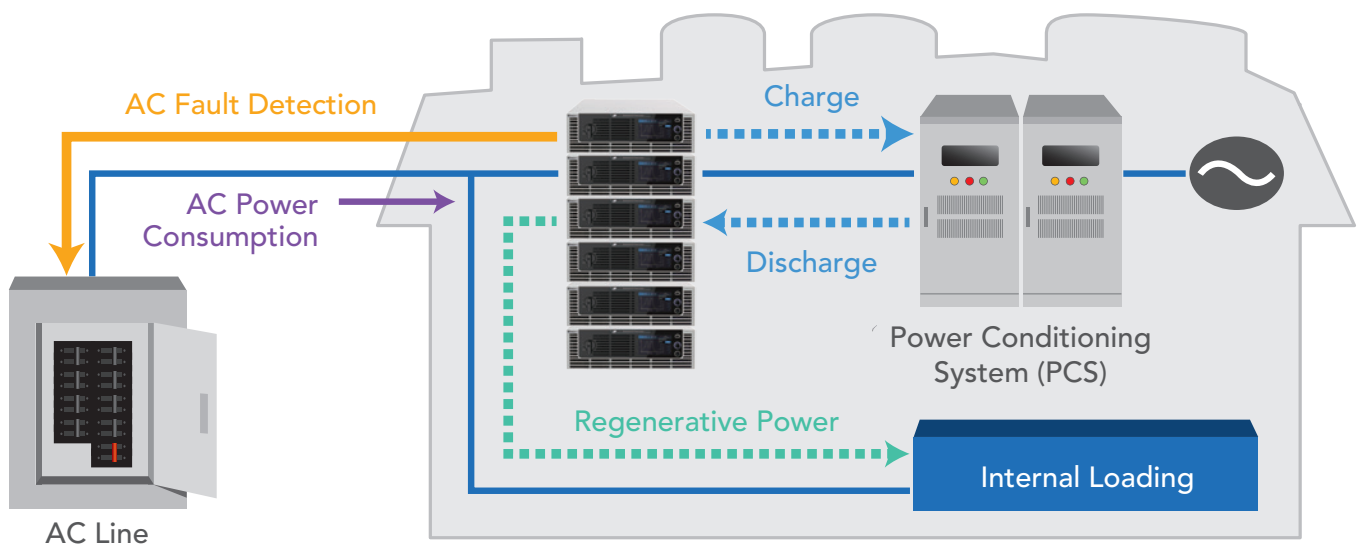 AC Fault Detection
Charge
AC Power
Consumption
Discharge
Power Conditioning
System (PCS)
Regenerative Power
Internal Loading
AC Line